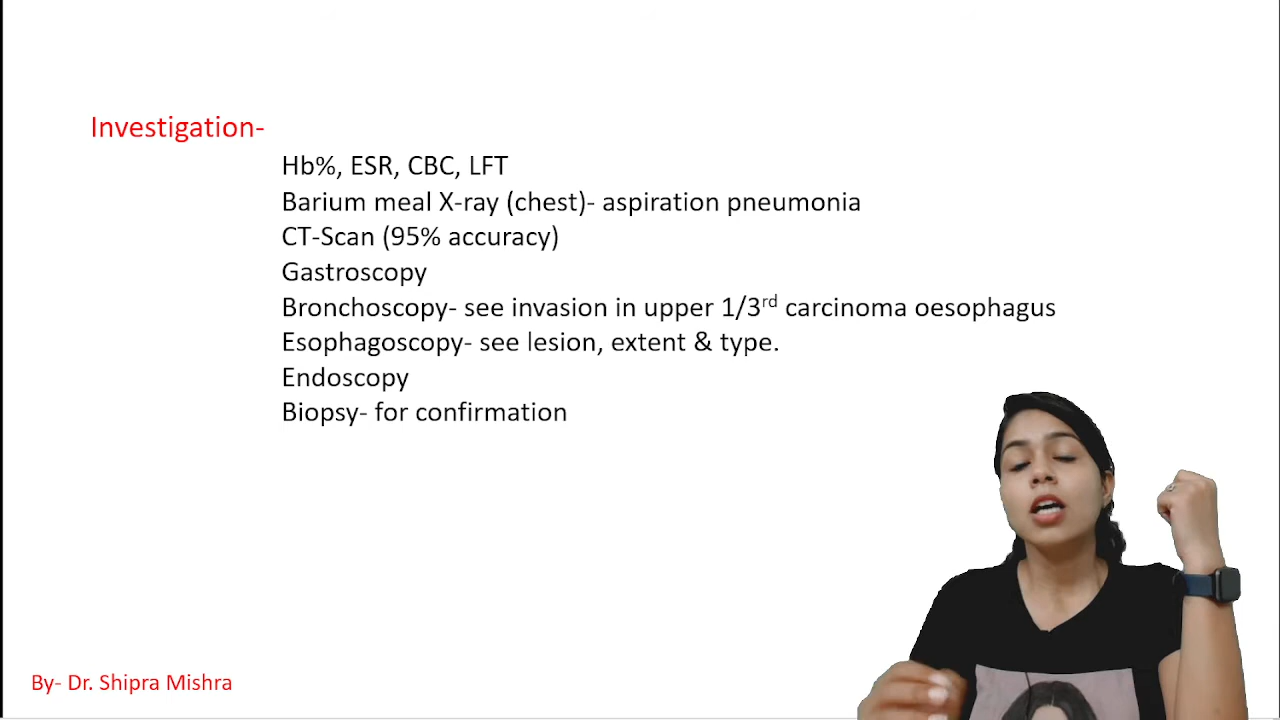 Investigation-
Hb%, ESR, CBC, LFT
Barium meal X-ray (chest)- aspiration pneumonia
CT-Scan (95% accuracy)
Gastroscopy
Bronchoscopy- see invasion in upper 1/3rd carcinoma oesophagus
Esophagoscopy- see lesion, extent & type.
Endoscopy
Biopsy- for confirmation
By- Dr. Shipra Mishra